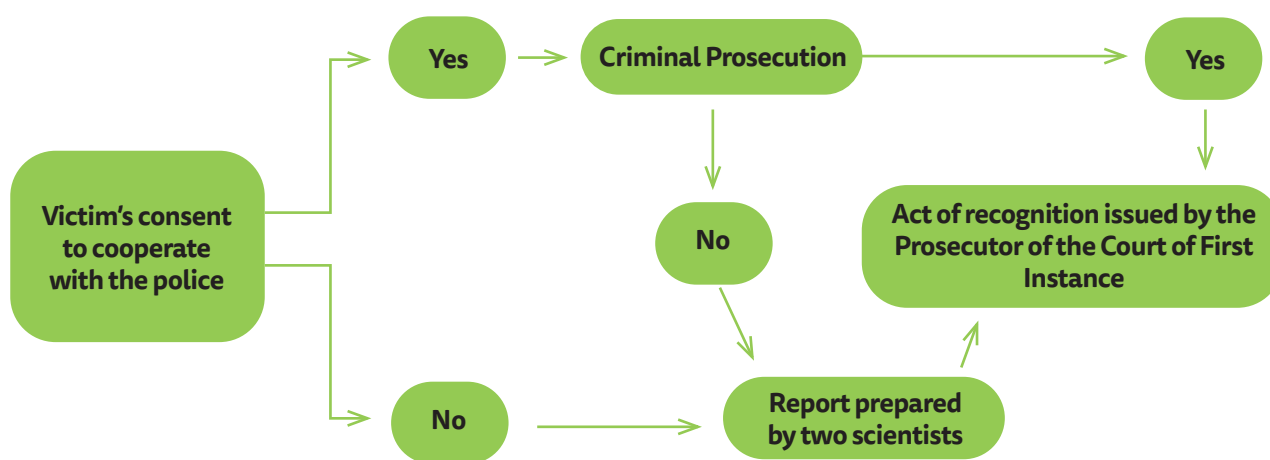 Yes
Criminal Prosecution
Yes
Victim’s consent
to cooperate
with the police
No
Act of recognition issued by the
Prosecutor of the Court of First
Instance
No
Report prepared
by two scientists